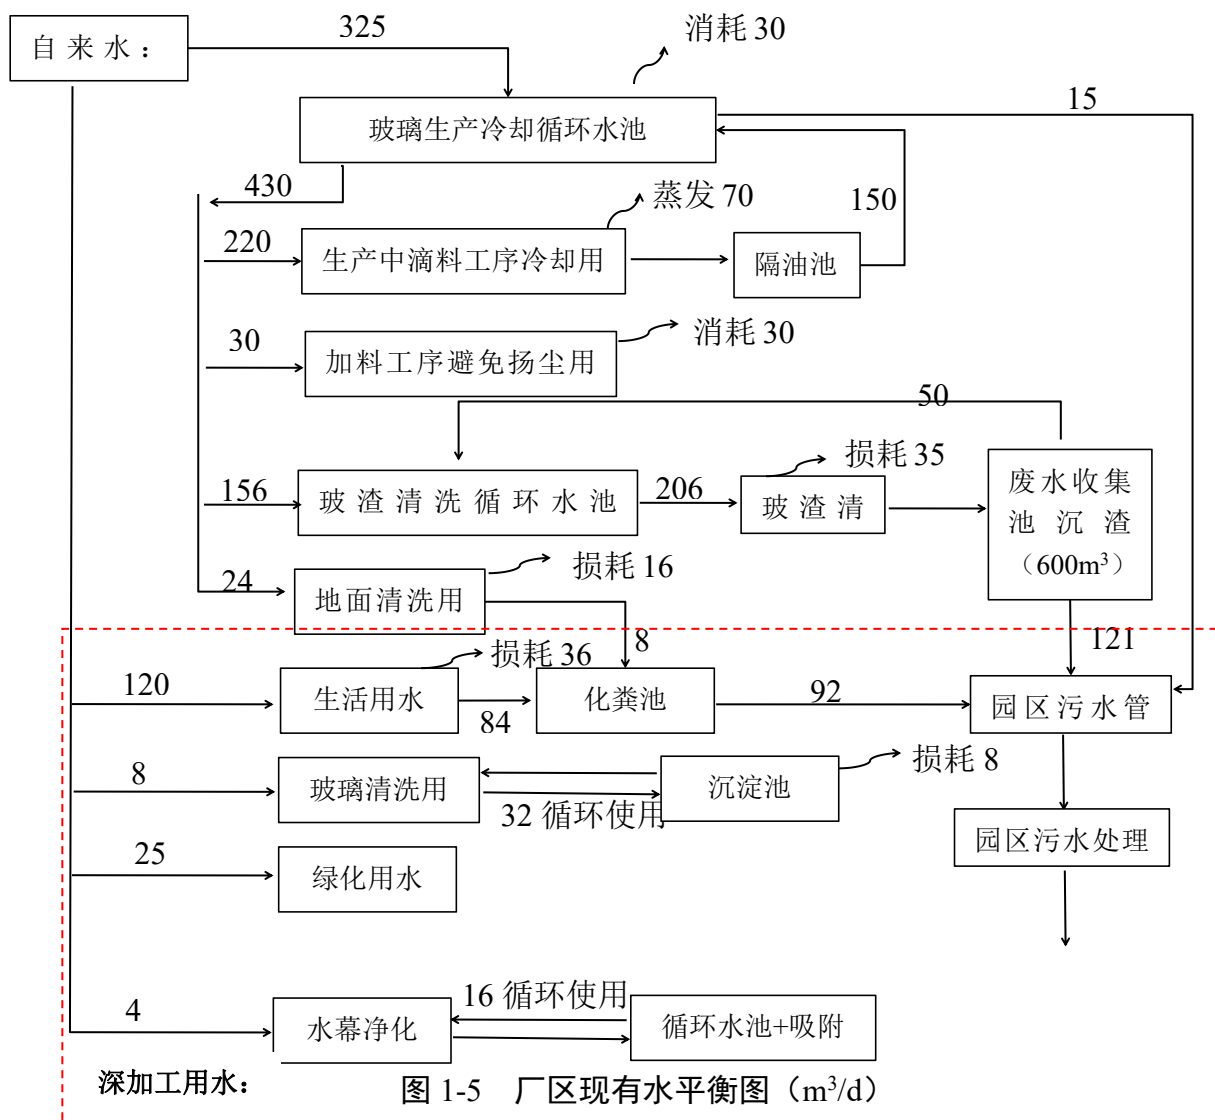 自来水：
325
消耗 30
15
玻璃生产冷却循环水池
430
蒸发 70
150
220
生产中滴料工序冷却用
隔油池
30
加料工序避免扬尘用
消耗 30
50
156
玻渣清洗循环水池
206
玻渣清
损耗 35
废水收集
池沉渣
（600m³）
24
地面清洗用
损耗 16
8
121
120
生活用水
损耗 36
84
化粪池
92
园区污水管
8
玻璃清洗用
32 循环使用
沉淀池
损耗 8
园区污水处理
25
绿化用水
4
水幕净化
16 循环使用
循环水池+吸附
深加工用水：
图 1-5 厂区现有水平衡图（m³/d）